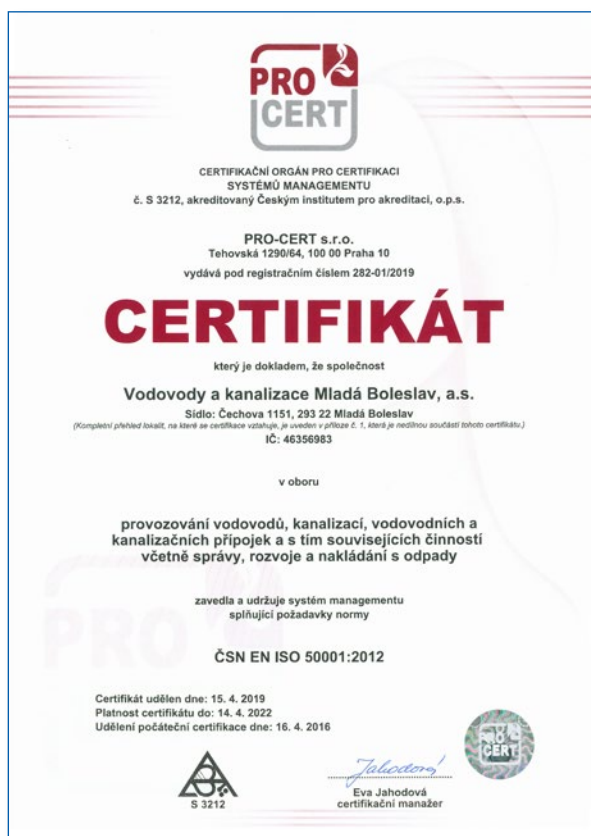 PRO
CERT
CERTIFIKAČNÍ ORGÁN PRO CERTIFIKACI
SYSTÉMŮ MANAGEMENTU
č. S 3212, akreditovaný Českým institutem pro akreditaci, o.p.s.
PRO-CERT s.r.o.
Tehovská 1290/64, 100 00 Praha 10
vydává pod registračním číslem 282-01/2019
CERTIFIKÁT
který je dokladem, že společnost
Vodovody a kanalizace Mladá Boleslav, a.s.
Sídlo: Čechova 1151, 293 22 Mladá Boleslav
(Kompletní přehled lokalit, na které se certifikace vztahuje, je uveden v příloze č. 1, která je nedílnou součástí tohoto certifikátu.)
IČ: 46356983
v oboru
provozování vodovodů, kanalizací, vodovodních a
kanalizačních přípojek a s tím souvisejících činností
včetně správy, rozvoje a nakládání s odpady
zavedla a udržuje systém managementu
splňující požadavky normy
ČSN EN ISO 50001:2012
Certifikát udělen dne: 15. 4. 2019
Platnost certifikátu do: 14. 4. 2022
Udělení počáteční certifikace dne: 16. 4. 2016
S 3212
Jahodová
Eva Jahodová
certifikační manažer
PRO
CERT
PRO